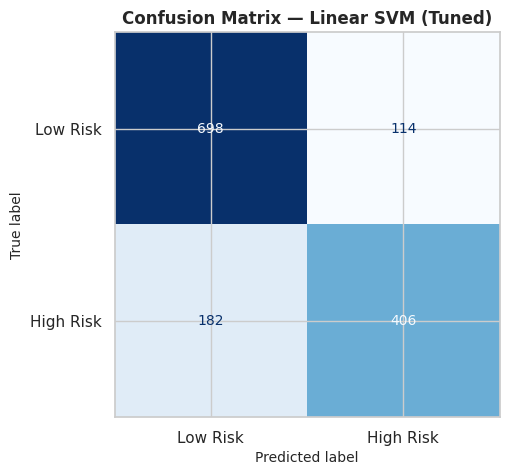 Confusion Matrix — Linear SVM (Tuned)
Low Risk
698
114
True label
High Risk
182
406
Low Risk
High Risk
Predicted label